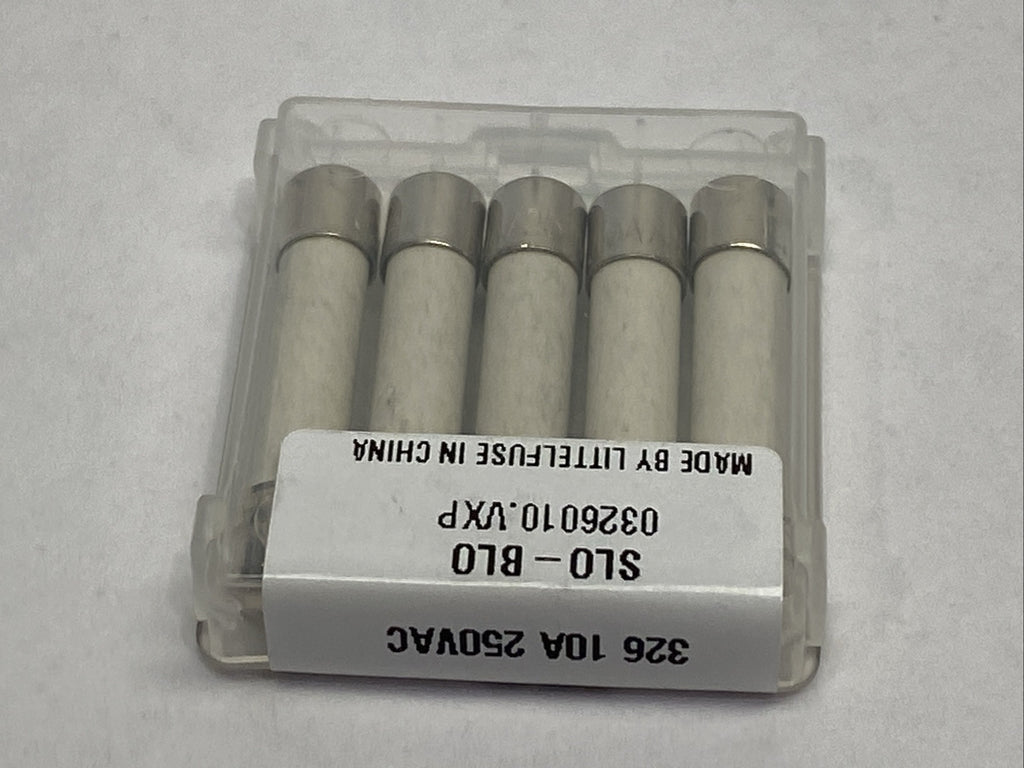 326 10A 250VAC
SLO-BLO
0326010.VXP
MADE BY LITTELFUSE IN CHINA